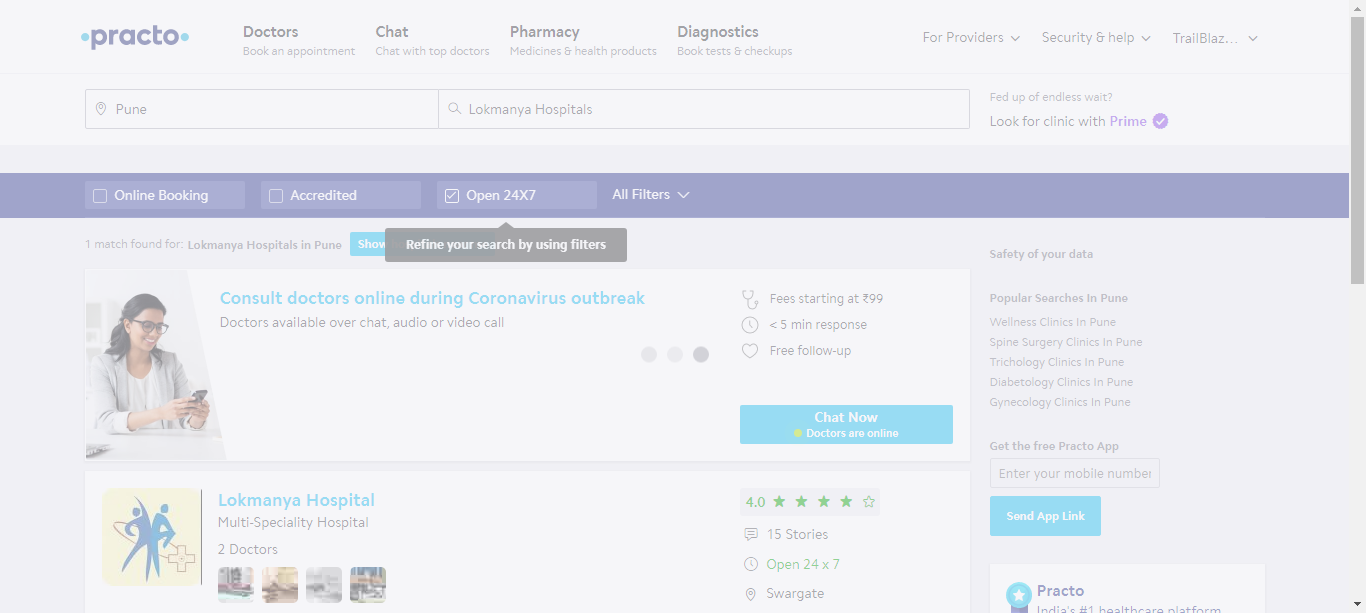 practo
Doctors
Book an appointment
Chat
Chat with top doctors
Pharmacy
Medicines & health products
Diagnostics
Book tests & checkups
For Providers
Security & help
TrailBlaz...
Pune
Lokmanya Hospitals
Fed up of endless wait?
Look for clinic with Prime
Online Booking
Accredited
Open 24X7
All Filters
Refine your search by using filters
1 match found for: Lokmanya Hospitals in Pune
Show
Consult doctors online during Coronavirus outbreak
Doctors available over chat, audio or video call
Fees starting at ₹99
< 5 min response
Free follow-up
Chat Now
Doctors are online
Lokmanya Hospital
Multi-Speciality Hospital
2 Doctors
4.0
15 Stories
Open 24 x 7
Swargate
Safety of your data
Popular Searches In Pune
Wellness Clinics In Pune
Spine Surgery Clinics In Pune
Trichology Clinics In Pune
Diabetology Clinics In Pune
Gynecology Clinics In Pune
Get the free Practo App
Enter your mobile number
Send App Link
Practo
India's #1 healthcare platform